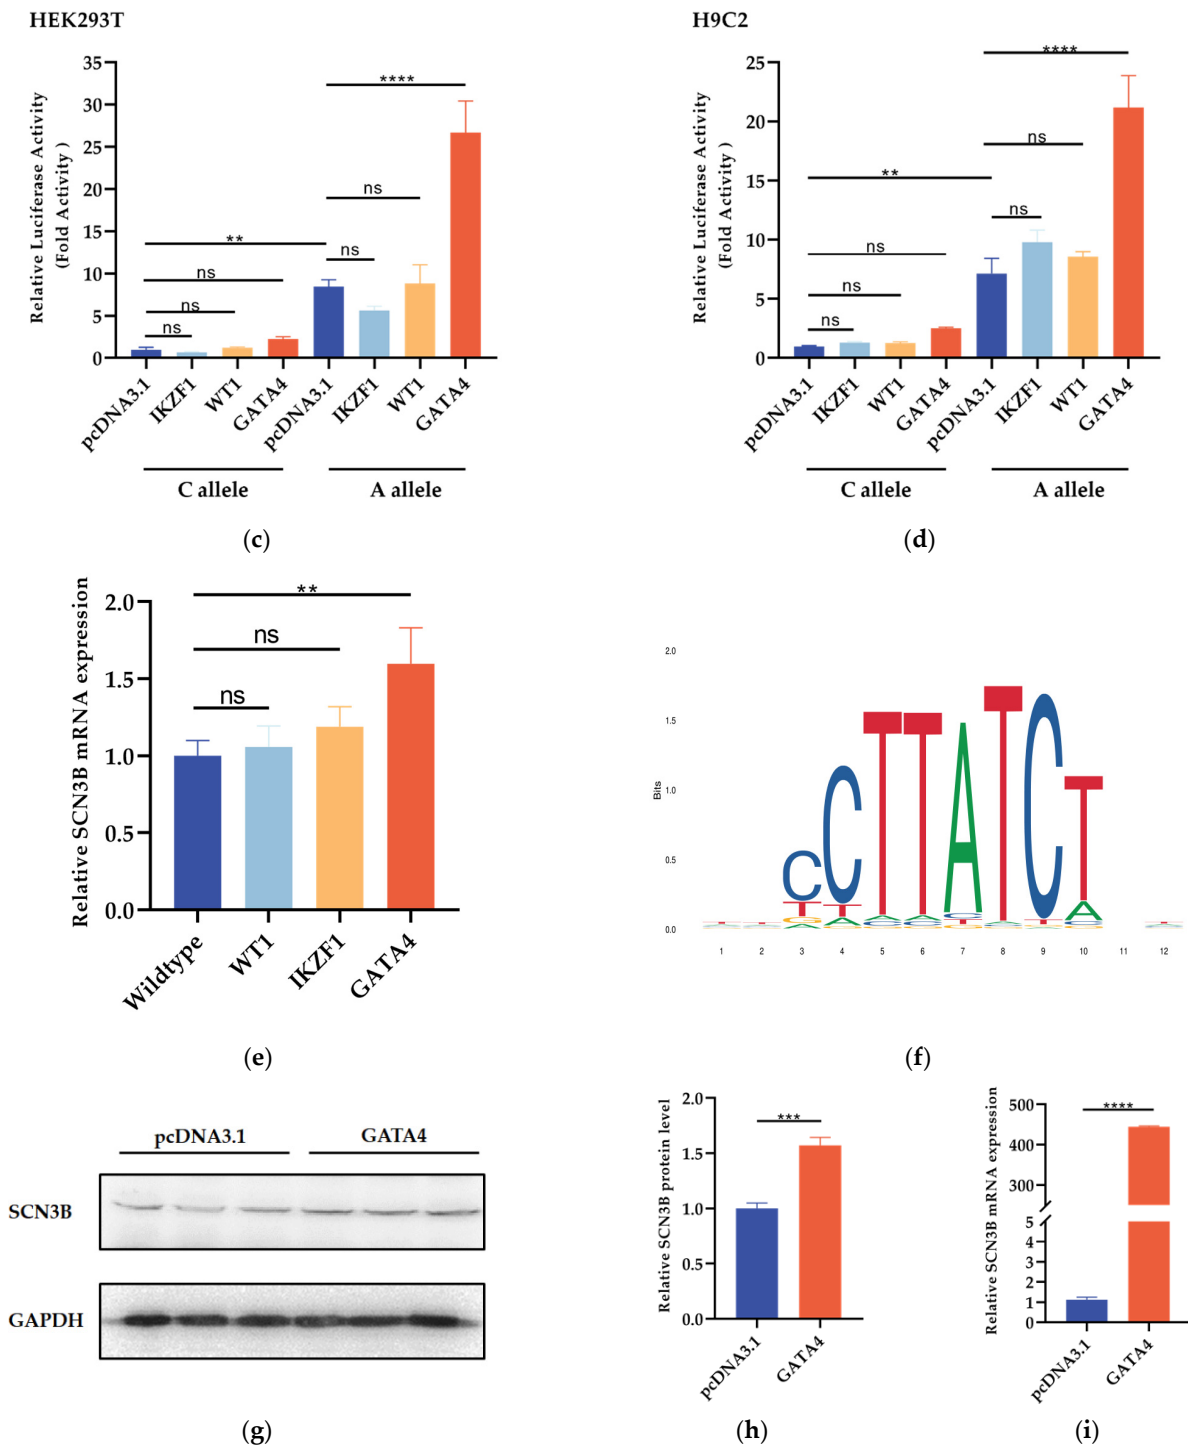 HEK293T
Relative Luciferase Activity
(Fold Activity )
35
30
25
20
15
10
5
0
ns
ns
ns
**
ns
ns
****
pcDNA3.1
IKZF1
WT1
GATA4
pcDNA3.1
IKZF1
WT1
GATA4
C allele
A allele
(c)
H9C2
Relative Luciferase Activity
(Fold Activity )
25
20
15
10
5
0
ns
ns
ns
**
ns
ns
****
pcDNA3.1
IKZF1
WT1
GATA4
pcDNA3.1
IKZF1
WT1
GATA4
C allele
A allele
(d)
Relative SCN3B mRNA expression
2.0
1.5
1.0
0.5
0.0
ns
ns
**
Wildtype
WT1
IKZF1
GATA4
(e)
Bits
2.0
1.5
1.0
0.5
0.0
CCTTATCT
1 2 3 4 5 6 7 8 9 10 11 12
(f)
pcDNA3.1 GATA4
SCN3B
GAPDH
(g)
Relative SCN3B protein level
2.0
1.5
1.0
0.5
0.0
***
pcDNA3.1
GATA4
(h)
Relative SCN3B mRNA expression
500
400
300
5
4
3
2
1
0
****
pcDNA3.1
GATA4
(i)